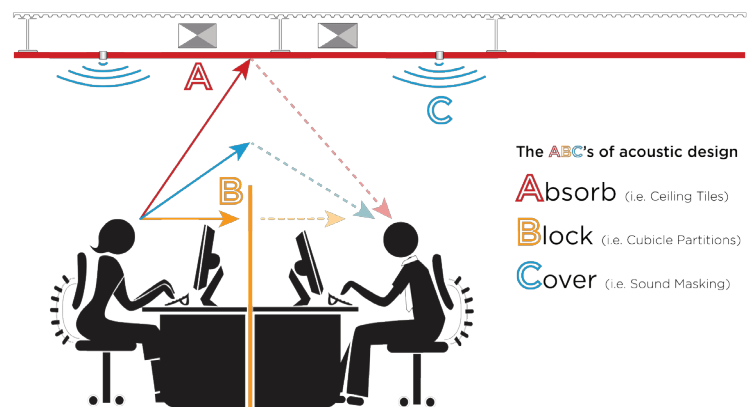 A
C
B
The ABC's of acoustic design
Absorb (i.e. Ceiling Tiles)
Block (i.e. Cubicle Partitions)
Cover (i.e. Sound Masking)